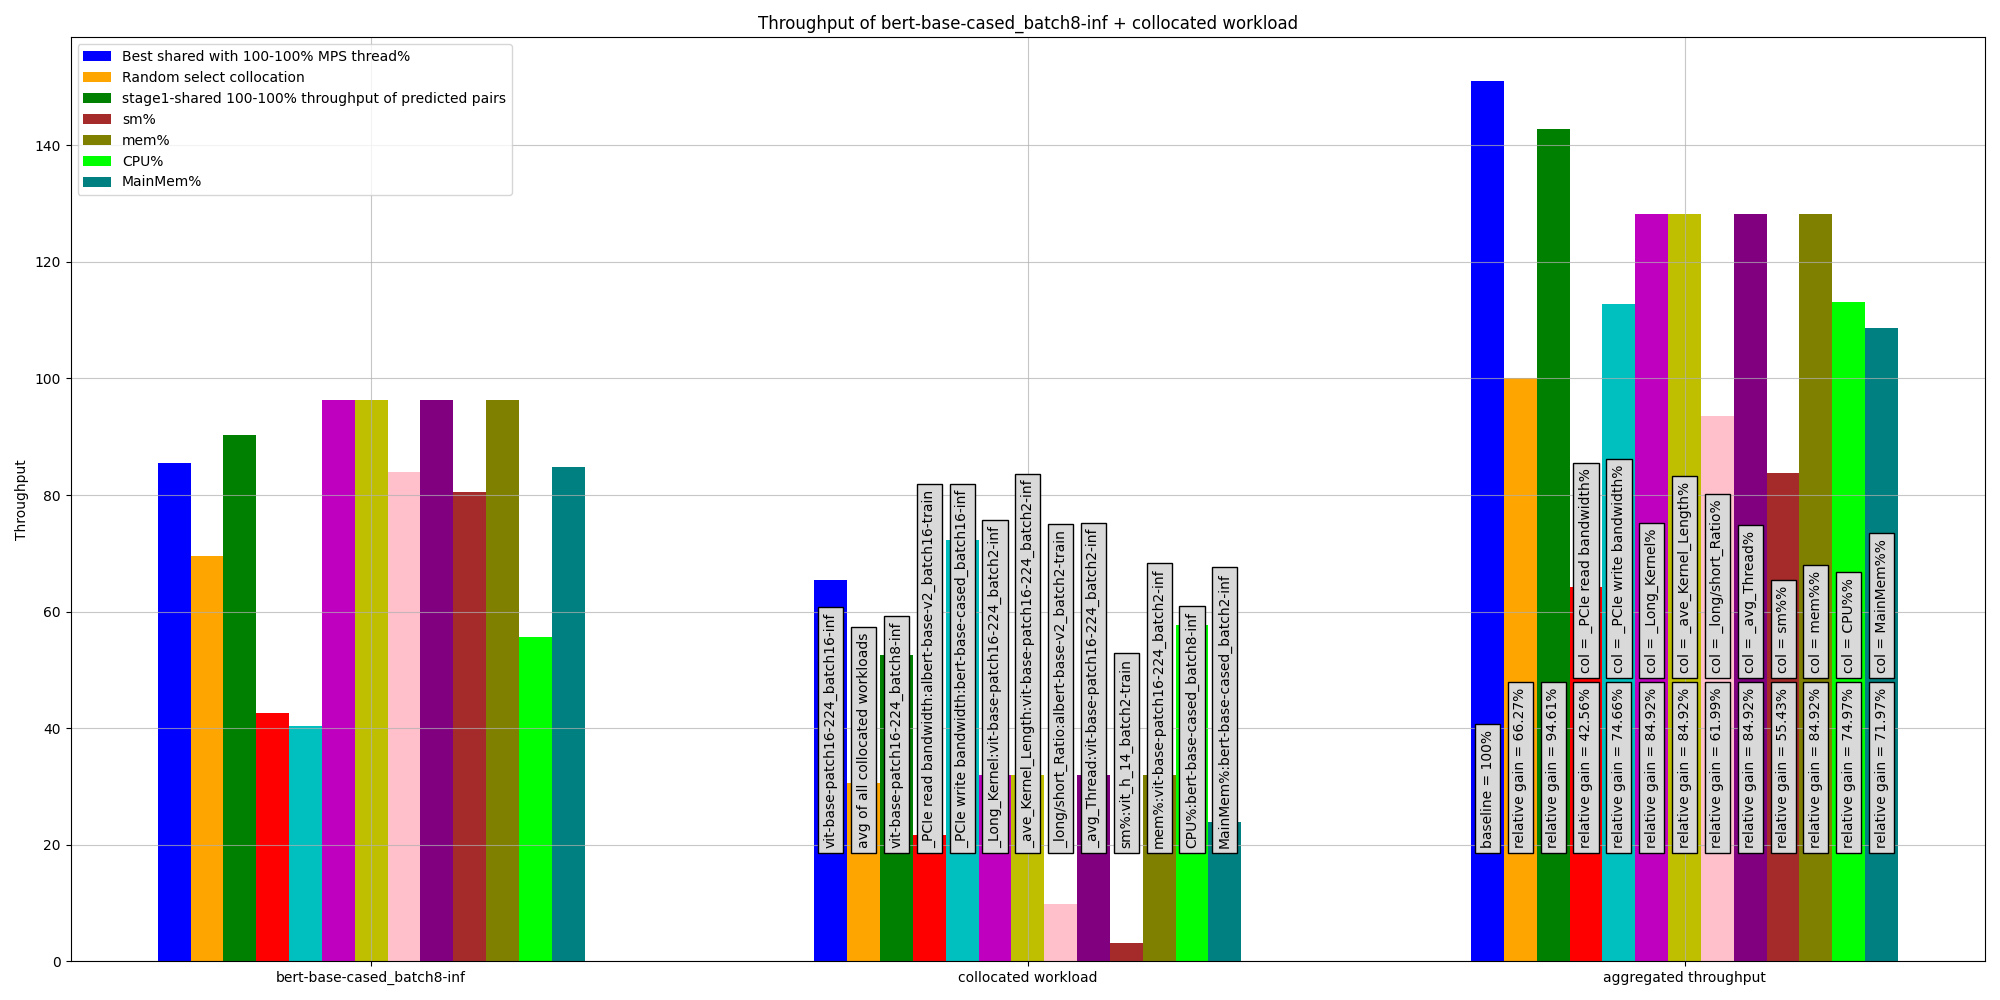 Throughput of bert-base-cased_batch8-inf + collocated workload
Best shared with 100-100% MPS thread%
Random select collocation
stage1-shared 100-100% throughput of predicted pairs
sm%
mem%
CPU%
MainMem%
Throughput
140
120
100
80
60
40
20
0
vit-base-patch16-224_batch16-inf
avg of all collocated workloads
vit-base-patch16-224_batch8-inf
_PCIe read bandwidth:albert-base-v2_batch16-train
_PCIe write bandwidth:bert-base-cased_batch16-inf
_Long_Kernel:vit-base-patch16-224_batch2-inf
_ave_Kernel_Length:vit-base-patch16-224_batch2-inf
_long/short_Ratio:albert-base-v2_batch2-train
_avg_Thread:vit-base-patch16-224_batch2-inf
sm%:vit_h_14_batch2-train
mem%:vit-base-patch16-224_batch2-inf
CPU%:bert-base-cased_batch8-inf
MainMem%:bert-base-cased_batch2-inf
col = _PCIe read bandwidth%
col = _PCIe write bandwidth%
col = _Long_Kernel%
col = _ave_Kernel_Length%
col = _long/short_Ratio%
col = _avg_Thread%
col = sm%%
col = mem%%
col = CPU%%
col = MainMem%%
baseline = 100%
relative gain = 66.27%
relative gain = 94.61%
relative gain = 42.56%
relative gain = 74.66%
relative gain = 84.92%
relative gain = 84.92%
relative gain = 61.99%
relative gain = 84.92%
relative gain = 55.43%
relative gain = 84.92%
relative gain = 74.97%
relative gain = 71.97%
bert-base-cased_batch8-inf
collocated workload
aggregated throughput